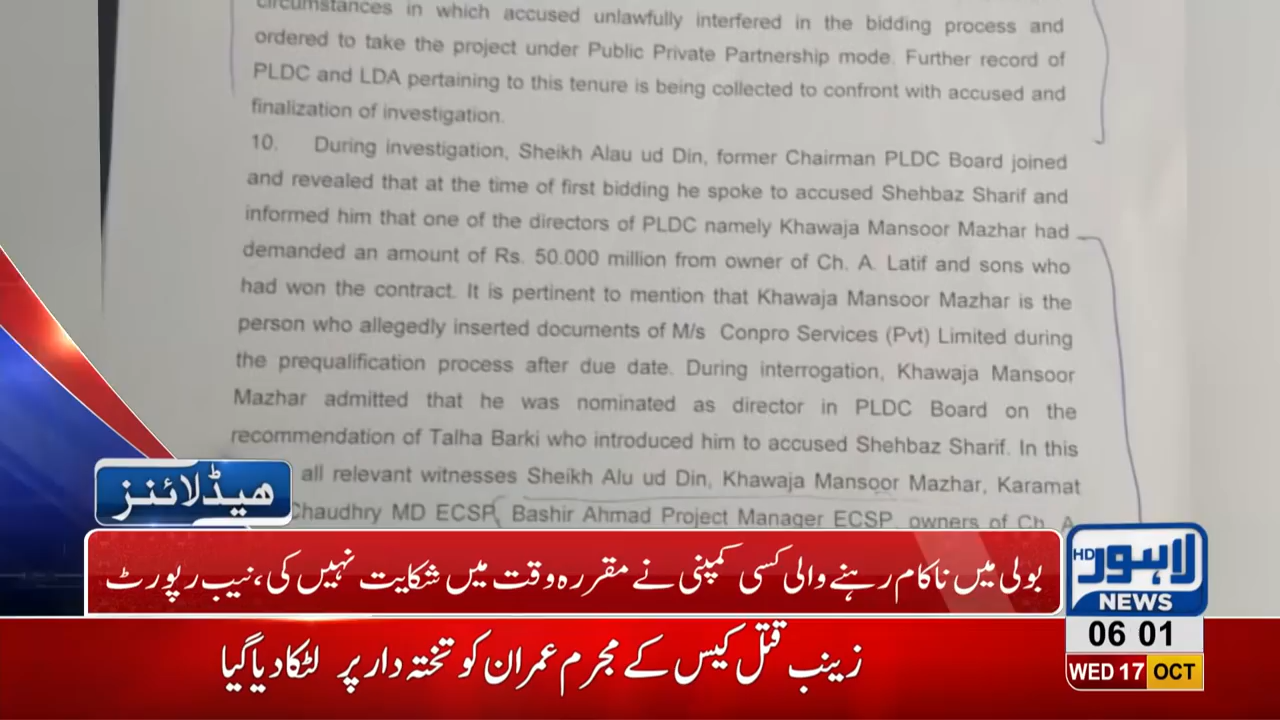 circumstances in which accused unlawfully interfered in the bidding process and
ordered to take the project under Public Private Partnership mode. Further record of
PLDC and LDA pertaining to this tenure is being collected to confront with accused and
finalization of investigation.
10. During investigation, Sheikh Alau ud Din, former Chairman PLDC Board joined
and revealed that at the time of first bidding he spoke to accused Shehbaz Sharif and
informed him that one of the directors of PLDC namely Khawaja Mansoor Mazhar had
demanded an amount of Rs. 50.000 million from owner of Ch. A. Latif and sons who
had won the contract. It is pertinent to mention that Khawaja Mansoor Mazhar is the
person who allegedly inserted documents of M/s Conpro Services (Pvt) Limited during
the prequalification process after due date. During interrogation, Khawaja Mansoor
Mazhar admitted that he was nominated as director in PLDC Board on the
recommendation of Talha Barki who introduced him to accused Shehbaz Sharif. In this
all relevant witnesses Sheikh Alu ud Din, Khawaja Mansoor Mazhar, Karamat
Chaudhry MD ECSP, Bashir Ahmad Project Manager ECSP, owners of Ch. A
ھیڈلائنز
بولی میں ناکام رہنے والی کسی کمپنی نے مقررہ وقت میں شکایت نہیں کی، نیب رپورٹ
زینب قتل کیس کے مجرم عمران کو تختہ دار پر لٹکا دیا گیا
لاہور HD
NEWS
06 01
WED 17 OCT